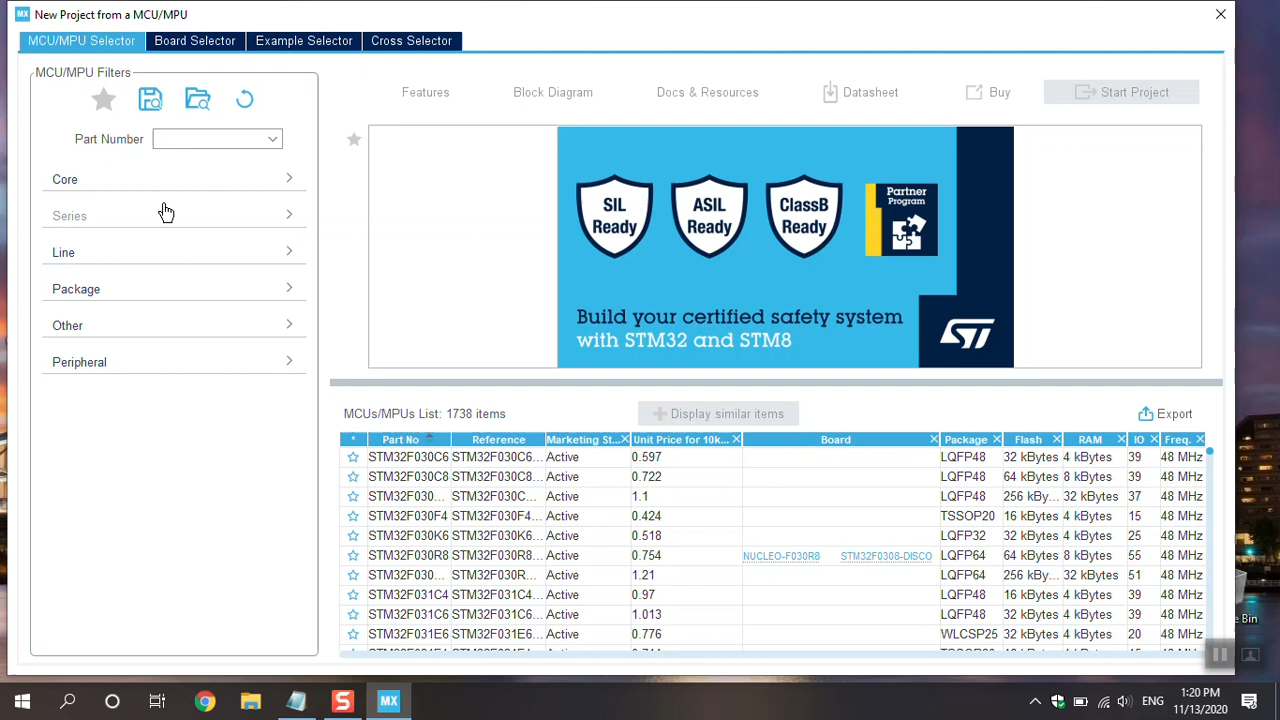 MX New Project from a MCU/MPU
MCU/MPU Selector Board Selector Example Selector Cross Selector
MCU/MPU Filters
Part Number
Core
Series
Line
Package
Other
Peripheral
Features Block Diagram Docs & Resources Datasheet Buy Start Project
SIL Ready
ASIL Ready
ClassB Ready
Partner Program
Build your certified safety system
with STM32 and STM8
ST
MCUs/MPUs List: 1738 items
Display similar items
Export
* Part No Reference Marketing St... Unit Price for 10k... Board Package Flash RAM IO Freq.
STM32F030C6 STM32F030C6... Active 0.597 LQFP48 32 kBytes 4 kBytes 39 48 MHz
STM32F030C8 STM32F030C8... Active 0.722 LQFP48 64 kBytes 8 kBytes 39 48 MHz
STM32F030... STM32F030C... Active 1.1 LQFP48 256 kBy... 32 kBytes 37 48 MHz
STM32F030F4 STM32F030F4... Active 0.424 TSSOP20 16 kBytes 4 kBytes 15 48 MHz
STM32F030K6 STM32F030K6... Active 0.518 LQFP32 32 kBytes 4 kBytes 25 48 MHz
STM32F030R8 STM32F030R8... Active 0.754 NUCLEO-F030R8 STM32F0308-DISCO LQFP64 64 kBytes 8 kBytes 55 48 MHz
STM32F030... STM32F030R... Active 1.21 LQFP64 256 kBy... 32 kBytes 51 48 MHz
STM32F031C4 STM32F031C4... Active 0.97 LQFP48 16 kBytes 4 kBytes 39 48 MHz
STM32F031C6 STM32F031C6... Active 1.013 LQFP48 32 kBytes 4 kBytes 39 48 MHz
STM32F031E6 STM32F031E6... Active 0.776 WLCSP25 32 kBytes 4 kBytes 20 48 MHz
e Bin
S MX
ENG
1:20 PM
11/13/2020